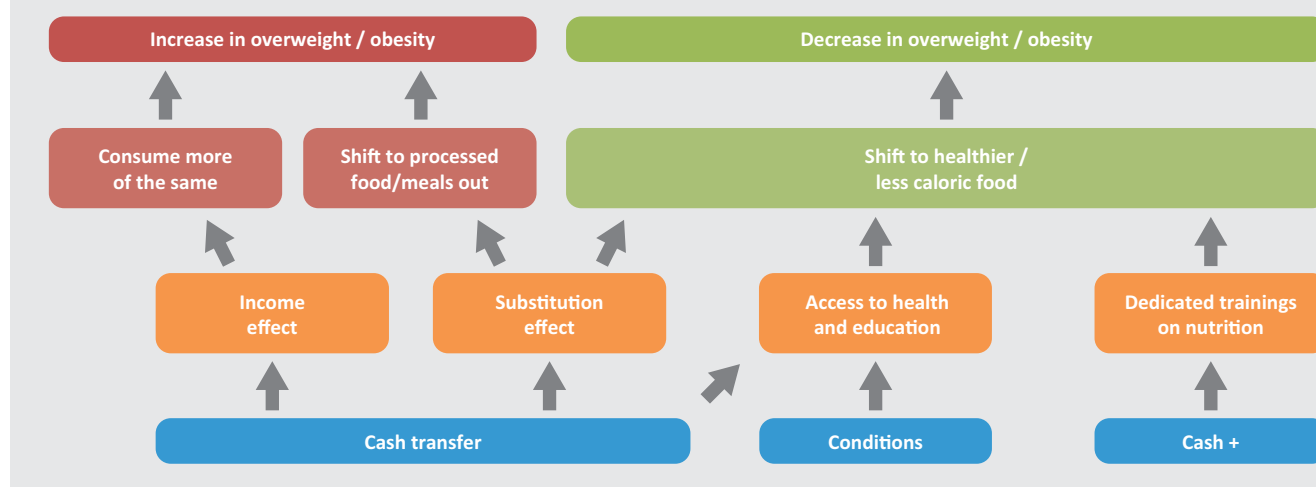 Increase in overweight / obesity
Decrease in overweight / obesity
Consume more
of the same
Shift to processed
food/meals out
Shift to healthier /
less caloric food
Income
effect
Substitution
effect
Access to health
and education
Dedicated trainings
on nutrition
Cash transfer
Conditions
Cash +